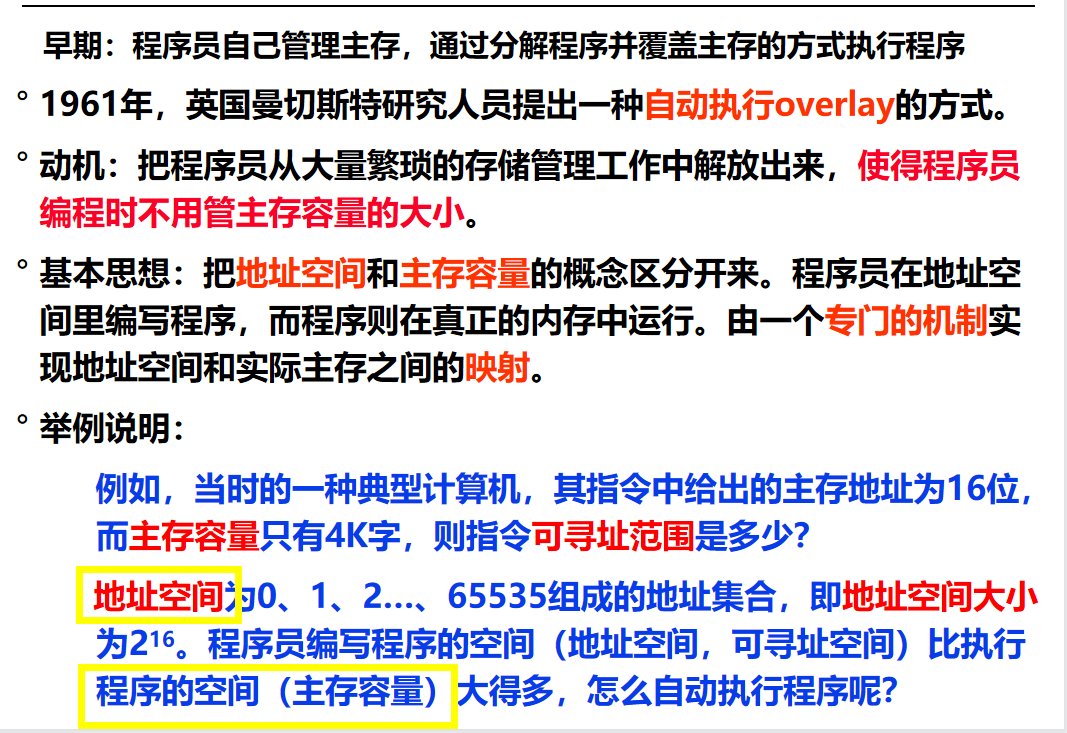 早期：程序员自己管理主存，通过分解程序并覆盖主存的方式执行程序
° 1961年，英国曼切斯特研究人员提出一种自动执行overlay的方式。
° 动机：把程序员从大量繁琐的存储管理工作中解放出来，使得程序员
编程时不用管主存容量的大小。
° 基本思想：把地址空间和主存容量的概念区分开来。程序员在地址空
间里编写程序，而程序则在真正的内存中运行。由一个专门的机制实
现地址空间和实际主存之间的映射。
° 举例说明：
例如，当时的一种典型计算机，其指令中给出的主存地址为16位，
而主存容量只有4K字，则指令可寻址范围是多少？
地址空间为0、1、2…、65535组成的地址集合，即地址空间大小
为2¹⁶。程序员编写程序的空间（地址空间，可寻址空间）比执行
程序的空间（主存容量）大得多，怎么自动执行程序呢？